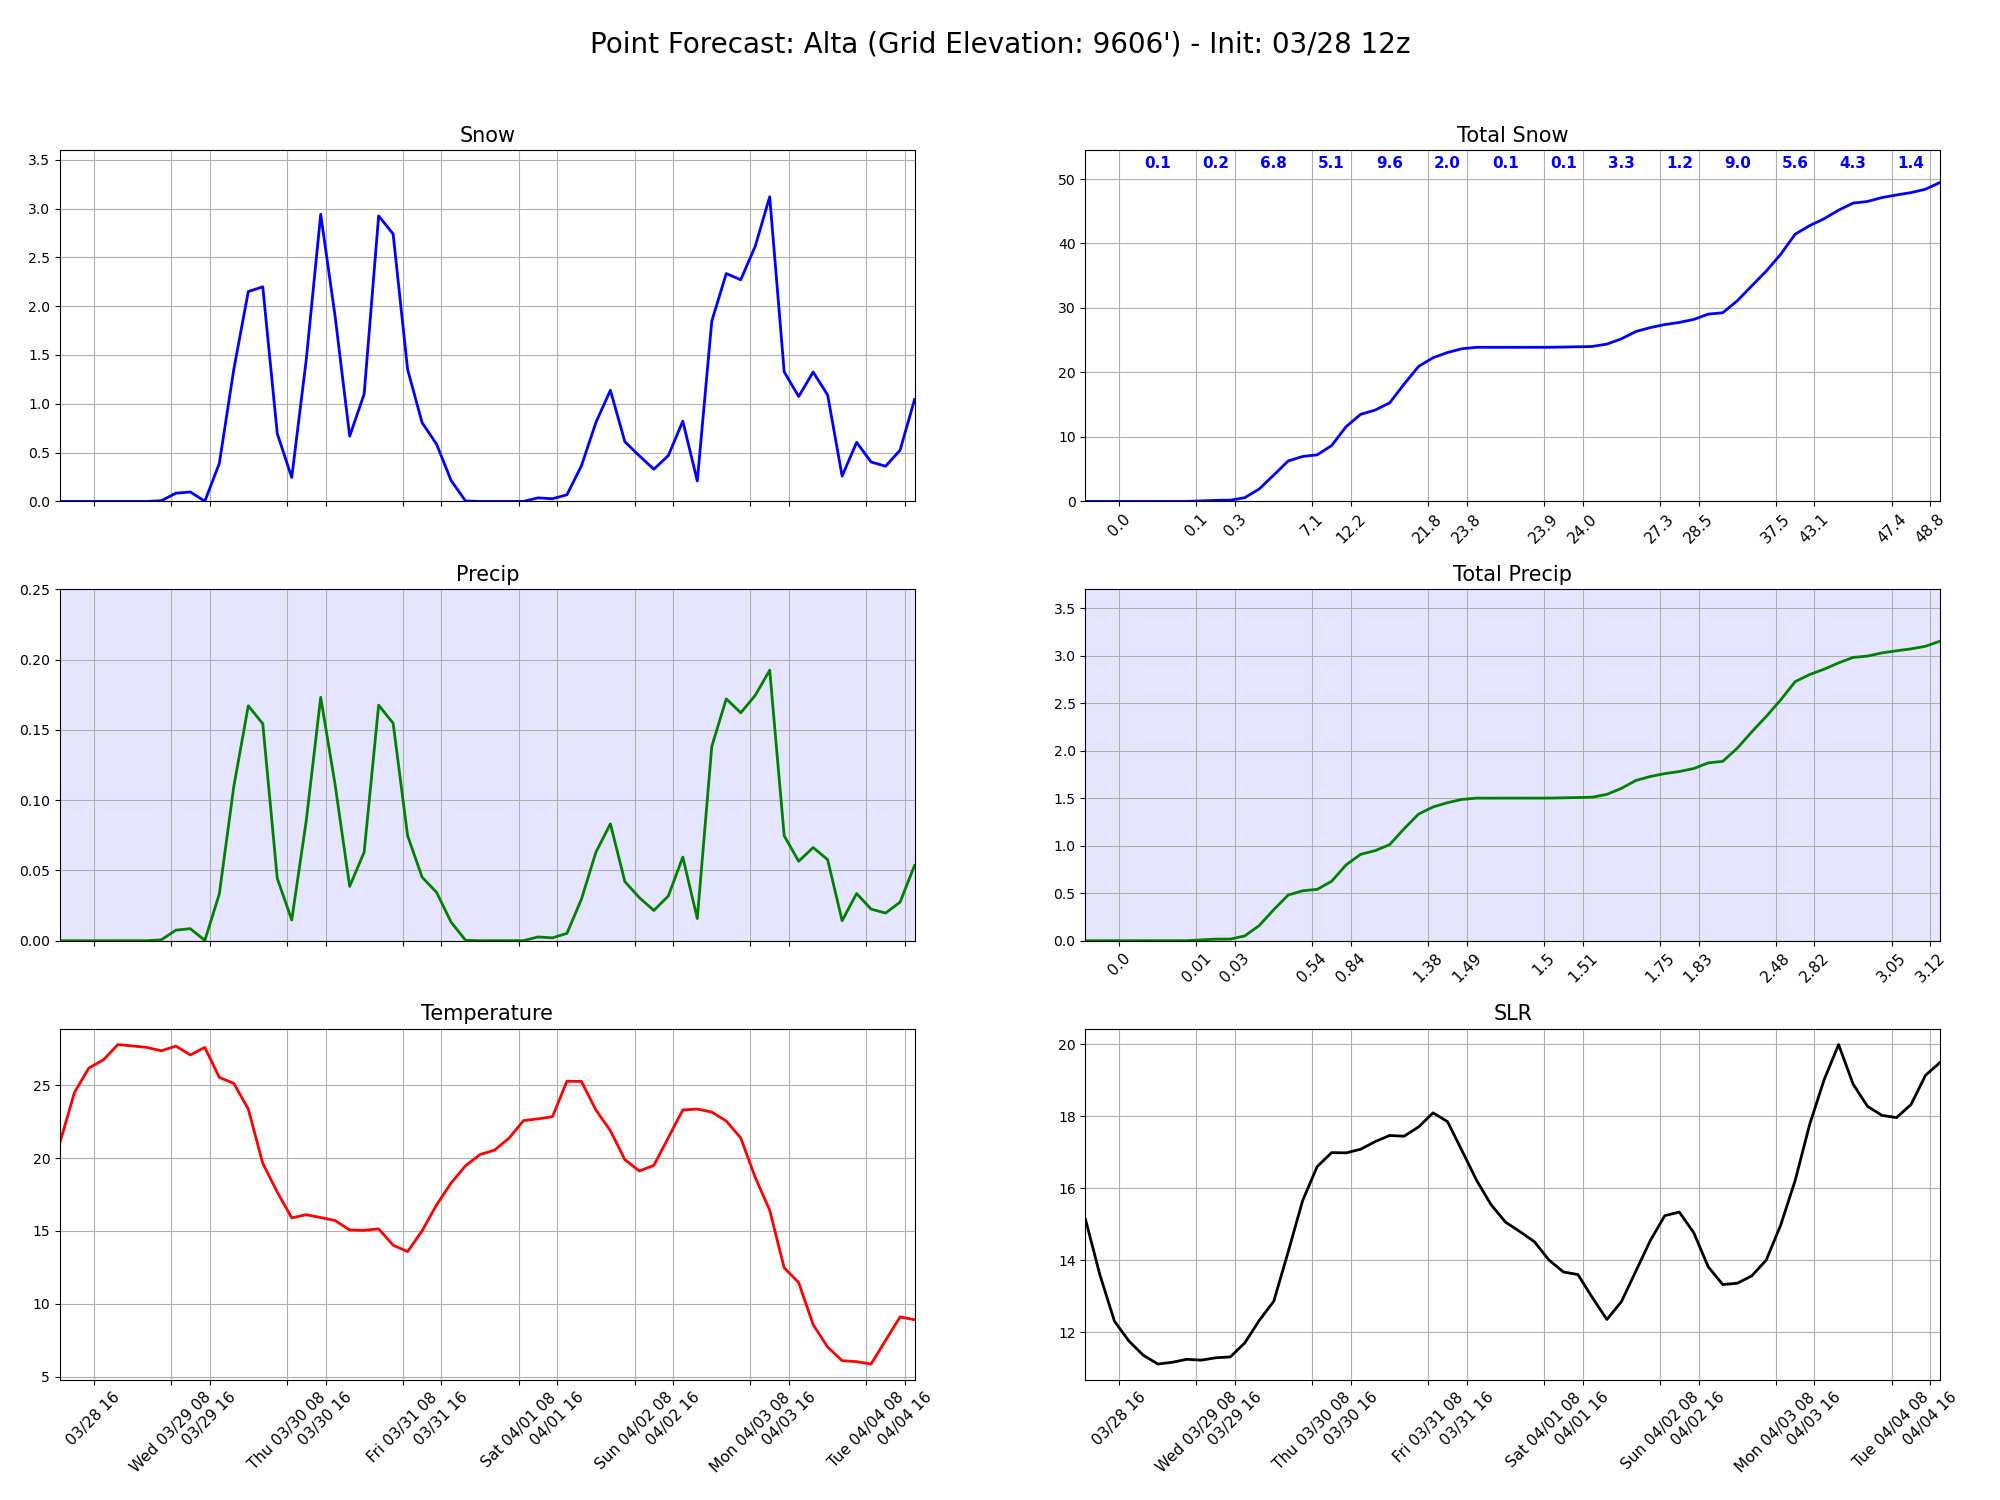 Point Forecast: Alta (Grid Elevation: 9606') - Init: 03/28 12z
Snow
3.5
3.0
2.5
2.0
1.5
1.0
0.5
0.0
Total Snow
0.1 0.2 6.8 5.1 9.6 2.0 0.1 0.1 3.3 1.2 9.0 5.6 4.3 1.4
50
40
30
20
10
0
0.0 0.1 0.3 7.1 12.2 21.8 23.8 23.9 24.0 27.3 28.5 37.5 43.1 47.4 48.8
Precip
0.25
0.20
0.15
0.10
0.05
0.00
Total Precip
3.5
3.0
2.5
2.0
1.5
1.0
0.5
0.0
0.0 0.01 0.03 0.54 0.84 1.38 1.49 1.5 1.51 1.75 1.83 2.48 2.82 3.05 3.12
Temperature
25
20
15
10
5
03/28 16
Wed 03/29 08
03/29 16
Thu 03/30 08
03/30 16
Fri 03/31 08
03/31 16
Sat 04/01 08
04/01 16
Sun 04/02 08
04/02 16
Mon 04/03 08
04/03 16
Tue 04/04 08
04/04 16
SLR
20
18
16
14
12
03/28 16
Wed 03/29 08
03/29 16
Thu 03/30 08
03/30 16
Fri 03/31 08
03/31 16
Sat 04/01 08
04/01 16
Sun 04/02 08
04/02 16
Mon 04/03 08
04/03 16
Tue 04/04 08
04/04 16